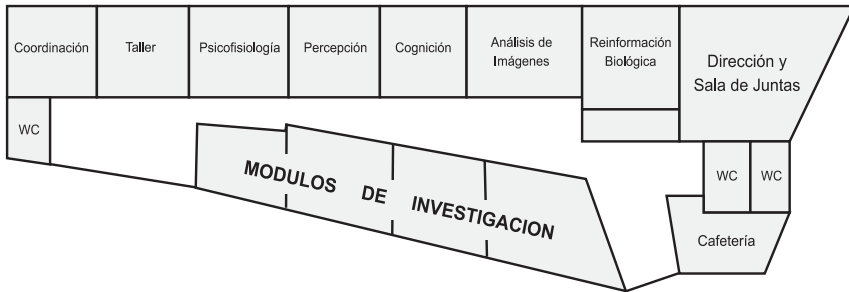 Coordinación
Taller
Psicofisiología
Percepción
Cognición
Análisis de
Imágenes
Reinformación
Biológica
Dirección y
Sala de Juntas
WC
MODULOS DE INVESTIGACION
WC
WC
Cafetería